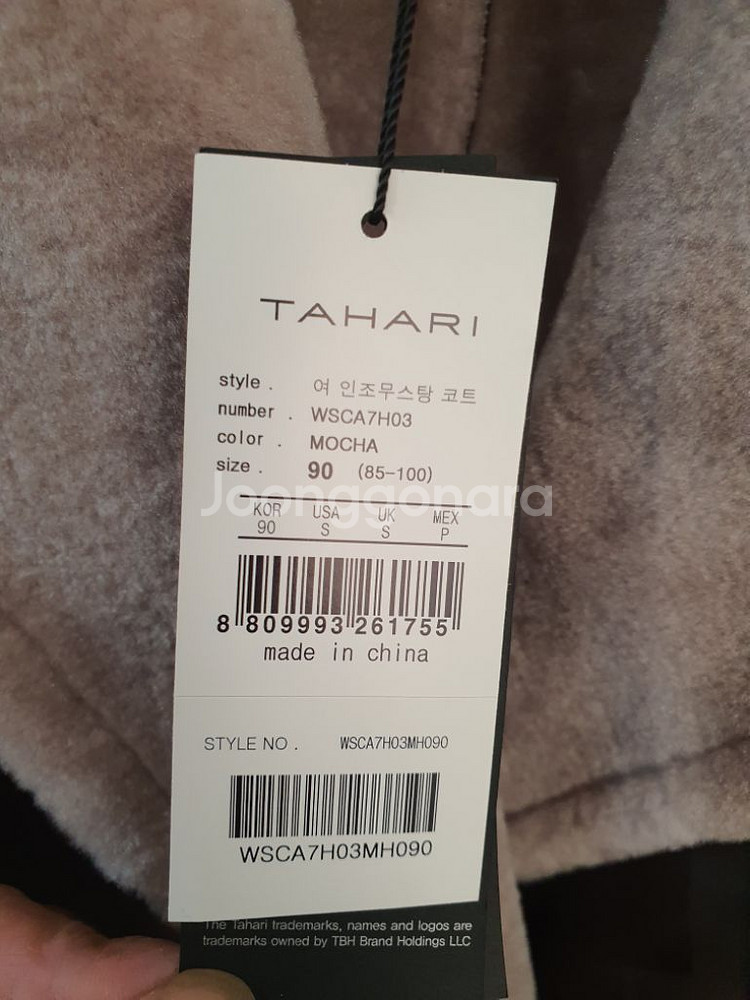 TAHARI
style . 여 인조무스탕 코트
number . WSCA7H03
color . MOCHA
size . 90 (85-100)
Joonggonara
KOR USA UK MEX
90 S S P
8 809993 261755
made in china
STYLE NO . WSCA7H03MH090
WSCA7H03MH090
The Tahari trademarks, names and logos are
trademarks owned by TBH Brand Holdings LLC